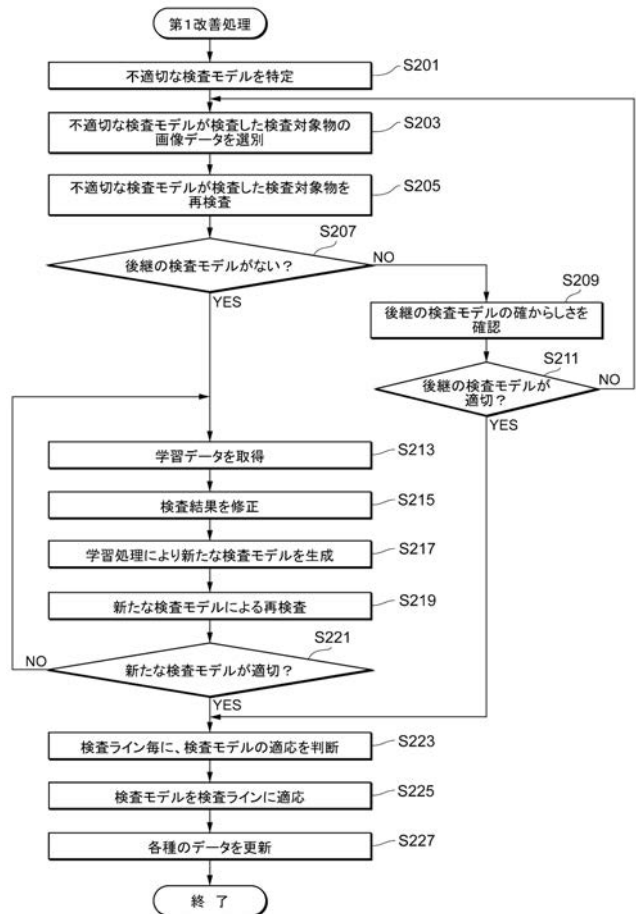 第1改善処理
不適切な検査モデルを特定
S201
不適切な検査モデルが検査した検査対象物の
画像データを選別
S203
不適切な検査モデルが検査した検査対象物を
再検査
S205
後継の検査モデルがない？
S207
NO
YES
後継の検査モデルの確からしさを
確認
S209
後継の検査モデルが
適切？
S211
NO
YES
学習データを取得
S213
検査結果を修正
S215
学習処理により新たな検査モデルを生成
S217
新たな検査モデルによる再検査
S219
新たな検査モデルが適切？
S221
NO
YES
検査ライン毎に、検査モデルの適応を判断
S223
検査モデルを検査ラインに適応
S225
各種のデータを更新
S227
終 了